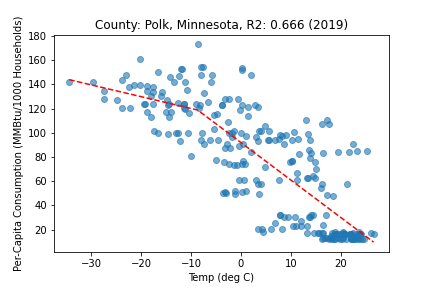 County: Polk, Minnesota, R2: 0.666 (2019)
Per-Capita Consumption (MMBtu/1000 Households)
180
160
140
120
100
80
60
40
20
−30 −20 −10 0 10 20
Temp (deg C)